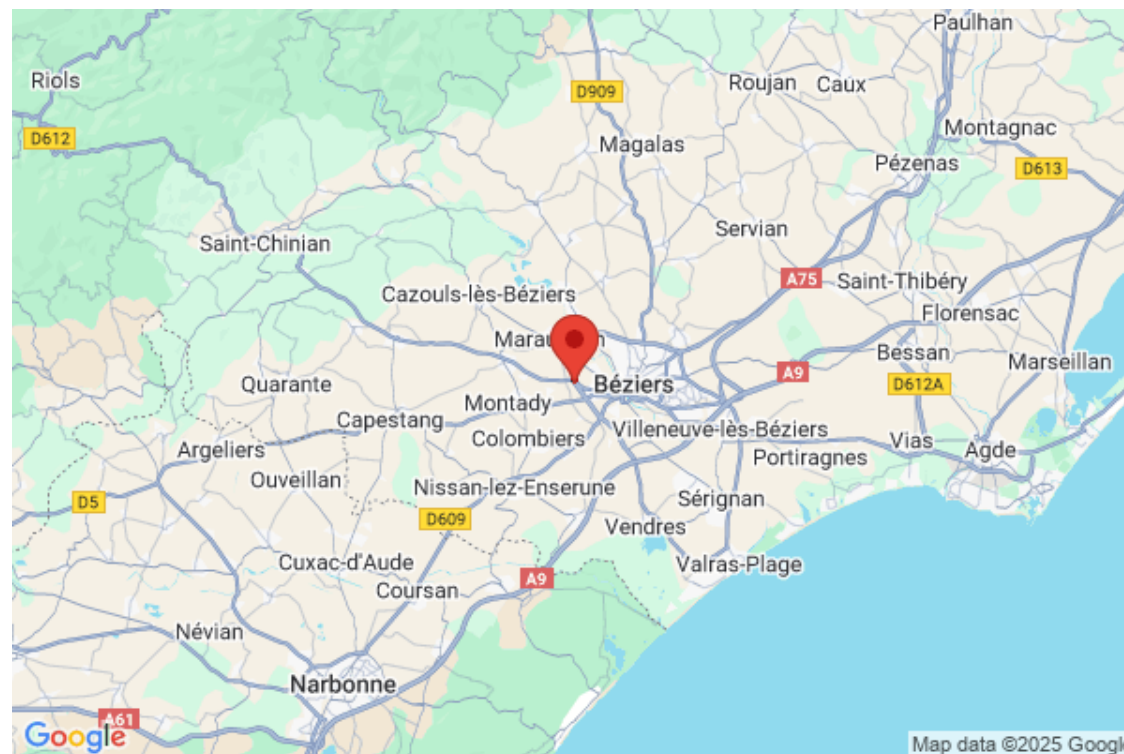 Paulhan
Riols
Roujan
Caux
D909
D612
Magalas
Montagnac
Pézenas
D613
Servian
Saint-Chinian
A75
Saint-Thibéry
Cazouls-lès-Béziers
Florensac
Bessan
Marseillan
A9
Quarante
Béziers
D612A
Montady
Capestang
Colombiers
Villeneuve-lès-Béziers
Vias
Agde
Argeliers
Portiragnes
Ouveillan
Nissan-lez-Enserune
Sérignan
D5
D609
Vendres
Cuxac-d'Aude
Valras-Plage
A9
Coursan
Névian
Narbonne
A61
Google
Map data ©2025 Google